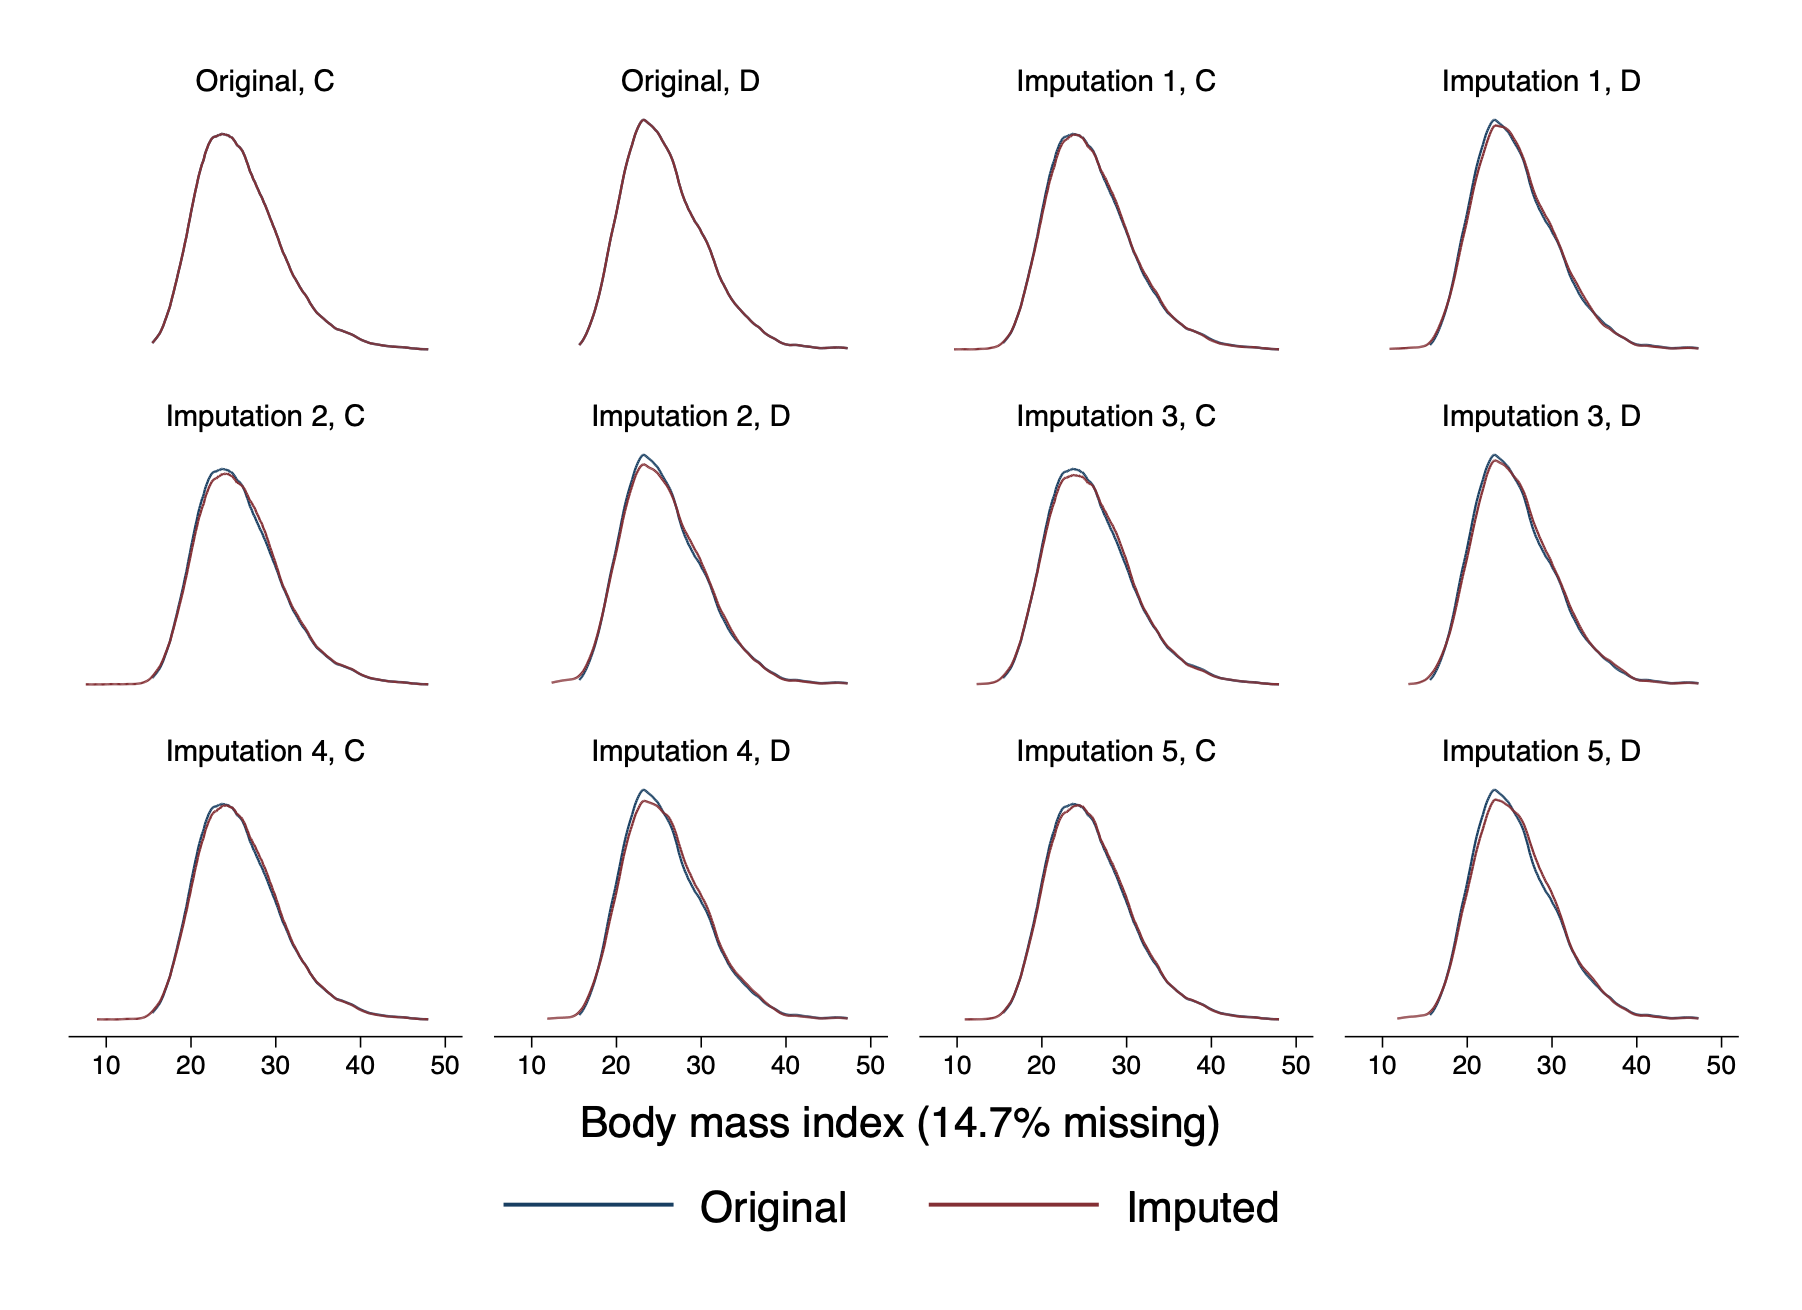 Original, C
Original, D
Imputation 1, C
Imputation 1, D
Imputation 2, C
Imputation 2, D
Imputation 3, C
Imputation 3, D
Imputation 4, C
Imputation 4, D
Imputation 5, C
Imputation 5, D
10 20 30 40 50
10 20 30 40 50
10 20 30 40 50
10 20 30 40 50
Body mass index (14.7% missing)
Original
Imputed